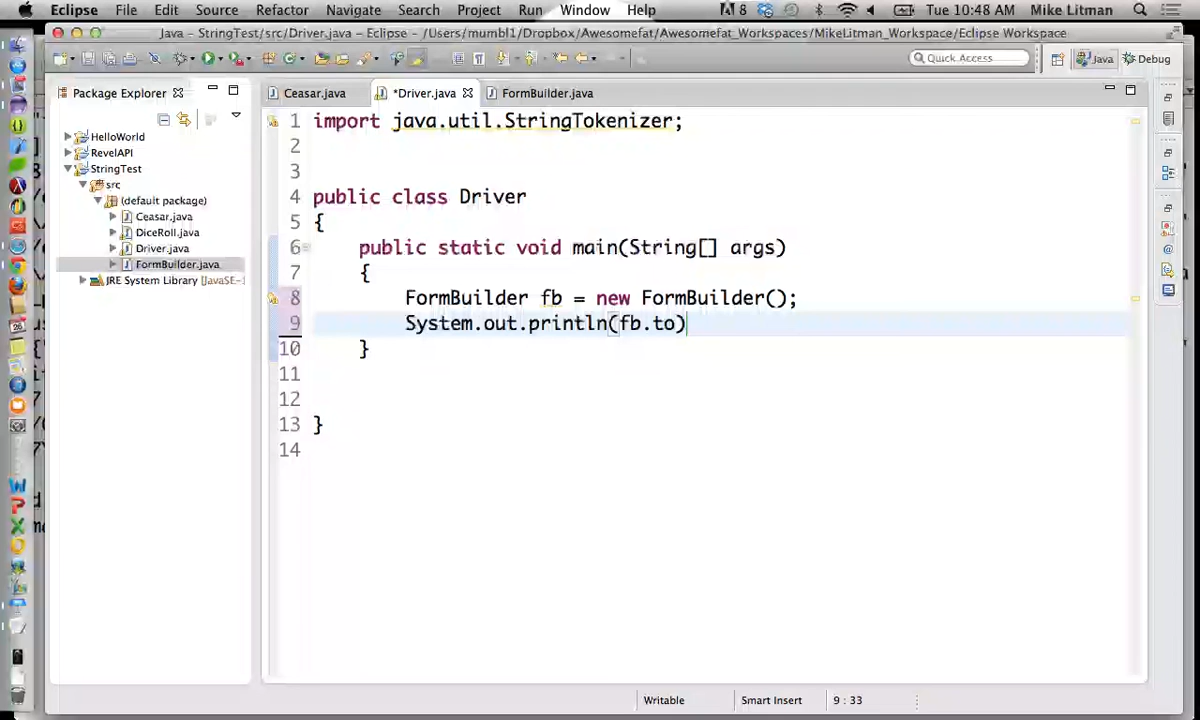 Eclipse File Edit Source Refactor Navigate Search Project Run Window Help 8 Tue 10:48 AM Mike Litman
Java - StringTest/src/Driver.java - Eclipse - /Users/mumbl1/Dropbox/Awesomefat/Awesomefat_Workspaces/MikeLitman_Workspace/Eclipse Workspace
Quick Access Java Debug
Package Explorer Ceasar.java *Driver.java FormBuilder.java
HelloWorld
RevelAPI
StringTest
src
(default package)
Ceasar.java
DiceRoll.java
Driver.java
FormBuilder.java
JRE System Library [JavaSE-
1 import java.util.StringTokenizer;
2
3
4 public class Driver
5 {
6 public static void main(String[] args)
7 {
8 FormBuilder fb = new FormBuilder();
9 System.out.println(fb.to)
10 }
11
12
13 }
14
Writable Smart Insert 9 : 33